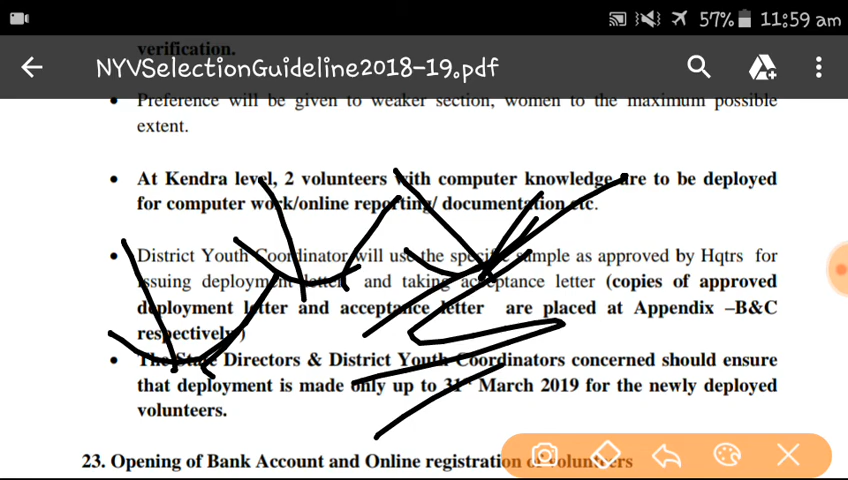 57% 11:59 am
verification.
NYVSelectionGuideline2018-19.pdf
• Preference will be given to weaker section, women to the maximum possible
extent.
• At Kendra level, 2 volunteers with computer knowledge are to be deployed
for computer work/online reporting/ documentation etc.
• District Youth Coordinator will use the specific sample as approved by Hqtrs for
issuing deployment letter and taking acceptance letter (copies of approved
deployment letter and acceptance letter are placed at Appendix –B&C
respectively)
• The State Directors & District Youth Coordinators concerned should ensure
that deployment is made only up to 31st March 2019 for the newly deployed
volunteers.
23. Opening of Bank Account and Online registration of volunteers